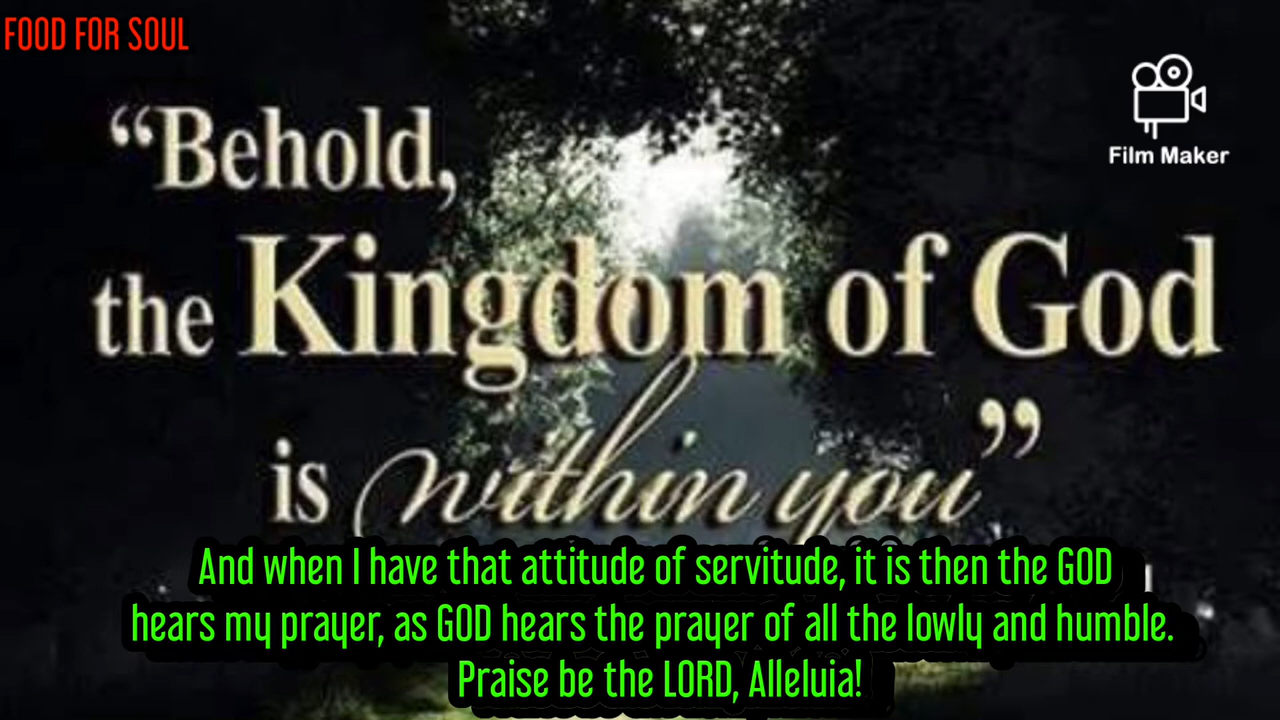 FOOD FOR SOUL
Film Maker
“Behold,
the Kingdom of God
is within you”
And when I have that attitude of servitude, it is then the GOD
hears my prayer, as GOD hears the prayer of all the lowly and humble.
Praise be the LORD, Alleluia!